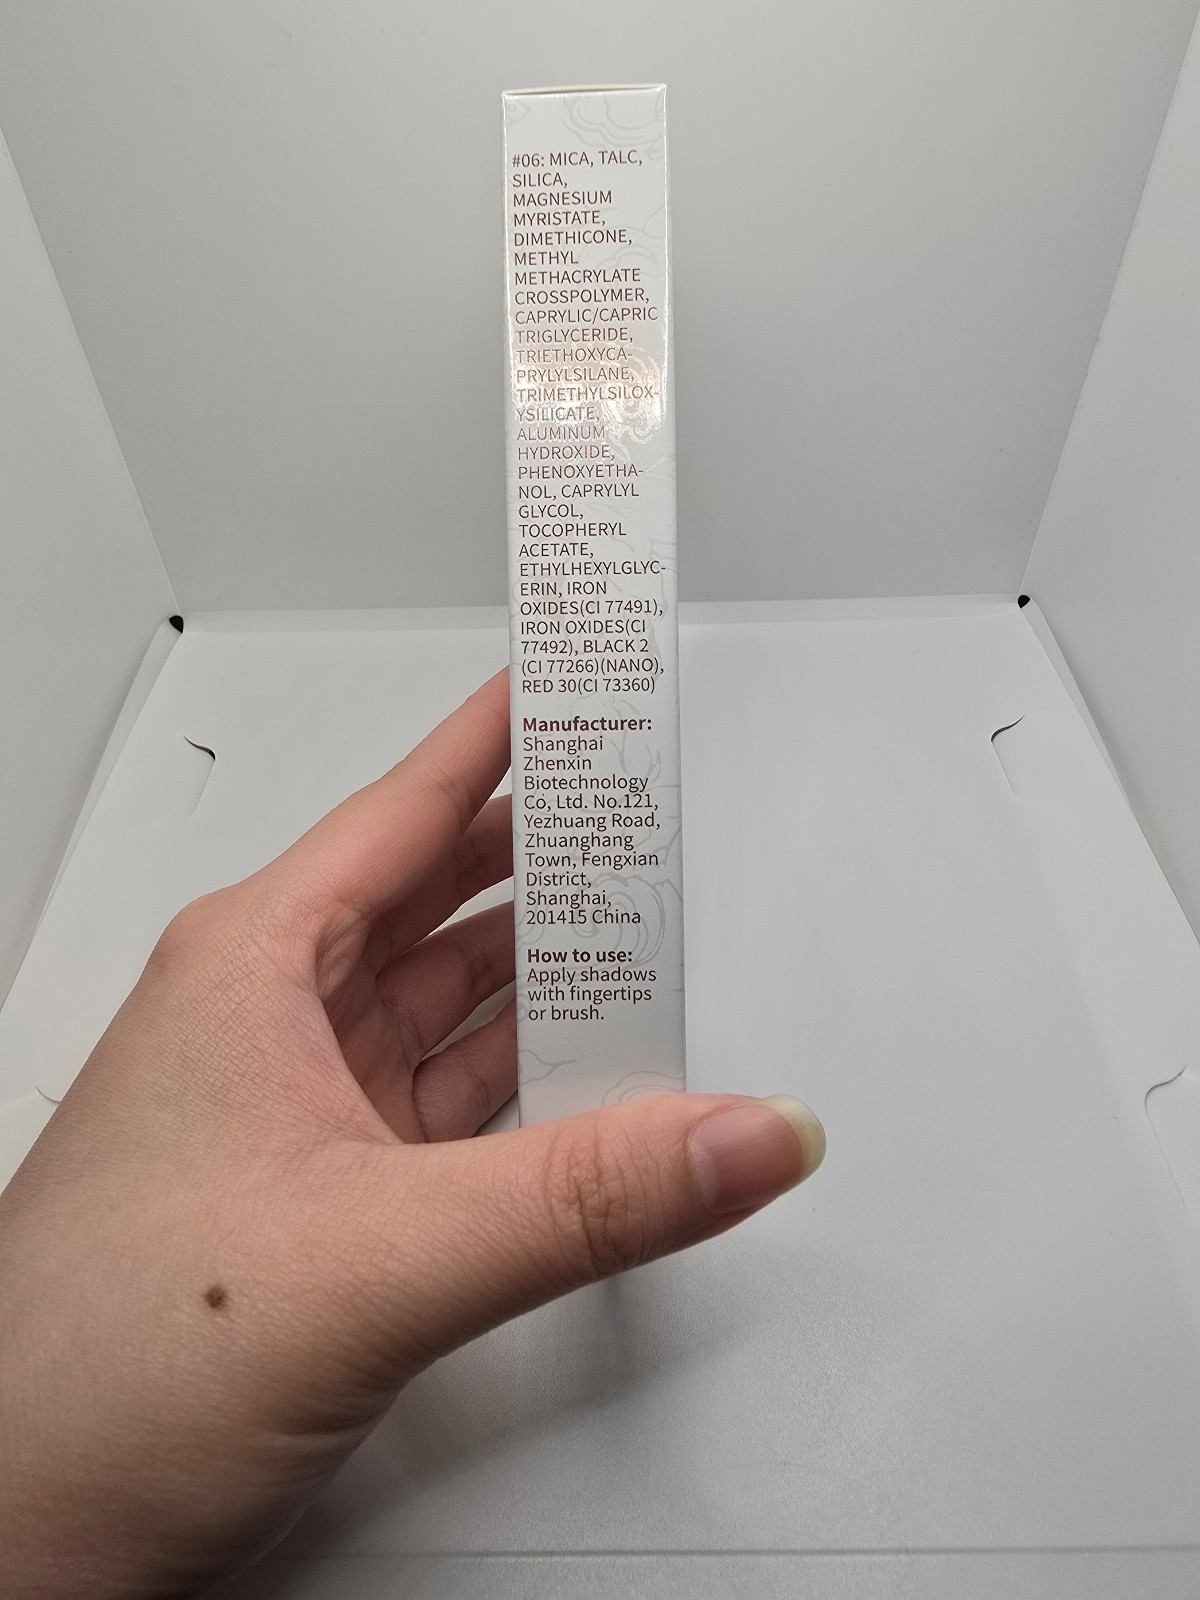 #06: MICA, TALC,
SILICA,
MAGNESIUM
MYRISTATE,
DIMETHICONE,
METHYL
METHACRYLATE
CROSSPOLYMER,
CAPRYLIC/CAPRIC
TRIGLYCERIDE,
TRIETHOXYCA-
PRYLYLSILANE,
TRIMETHYLSILOX-
YSILICATE,
ALUMINUM
HYDROXIDE,
PHENOXYETHA-
NOL, CAPRYLYL
GLYCOL,
TOCOPHERYL
ACETATE,
ETHYLHEXYLGLYC-
ERIN, IRON
OXIDES(CI 77491),
IRON OXIDES(CI
77492), BLACK 2
(CI 77266)(NANO),
RED 30(CI 73360)
Manufacturer:
Shanghai
Zhenxin
Biotechnology
Co, Ltd. No.121,
Yezhuang Road,
Zhuanghang
Town, Fengxian
District,
Shanghai,
201415 China
How to use:
Apply shadows
with fingertips
or brush.